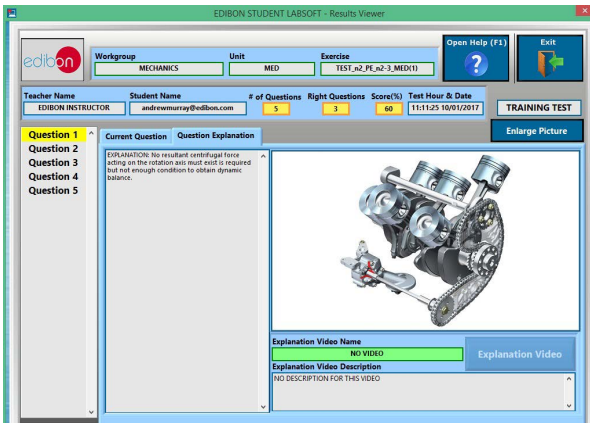 EDIBON STUDENT LABSOFT - Results Viewer
edibon
Workgroup
MECHANICS
Unit
MED
Exercise
TEST_n2_PE_n2-3_MED(1)
Open Help (F1)
?
Exit
Teacher Name
EDIBON INSTRUCTOR
Student Name
andrewmurray@edibon.com
# of Questions
5
Right Questions
3
Score(%)
60
Test Hour & Date
11:11:25 10/01/2017
TRAINING TEST
Question 1
Question 2
Question 3
Question 4
Question 5
Current Question
Question Explanation
Enlarge Picture
EXPLANATION: No resultant centrifugal force
acting on the rotation axis must exist is required
but not enough condition to obtain dynamic
balance.
Explanation Video Name
NO VIDEO
Explanation Video
Explanation Video Description
NO DESCRIPTION FOR THIS VIDEO